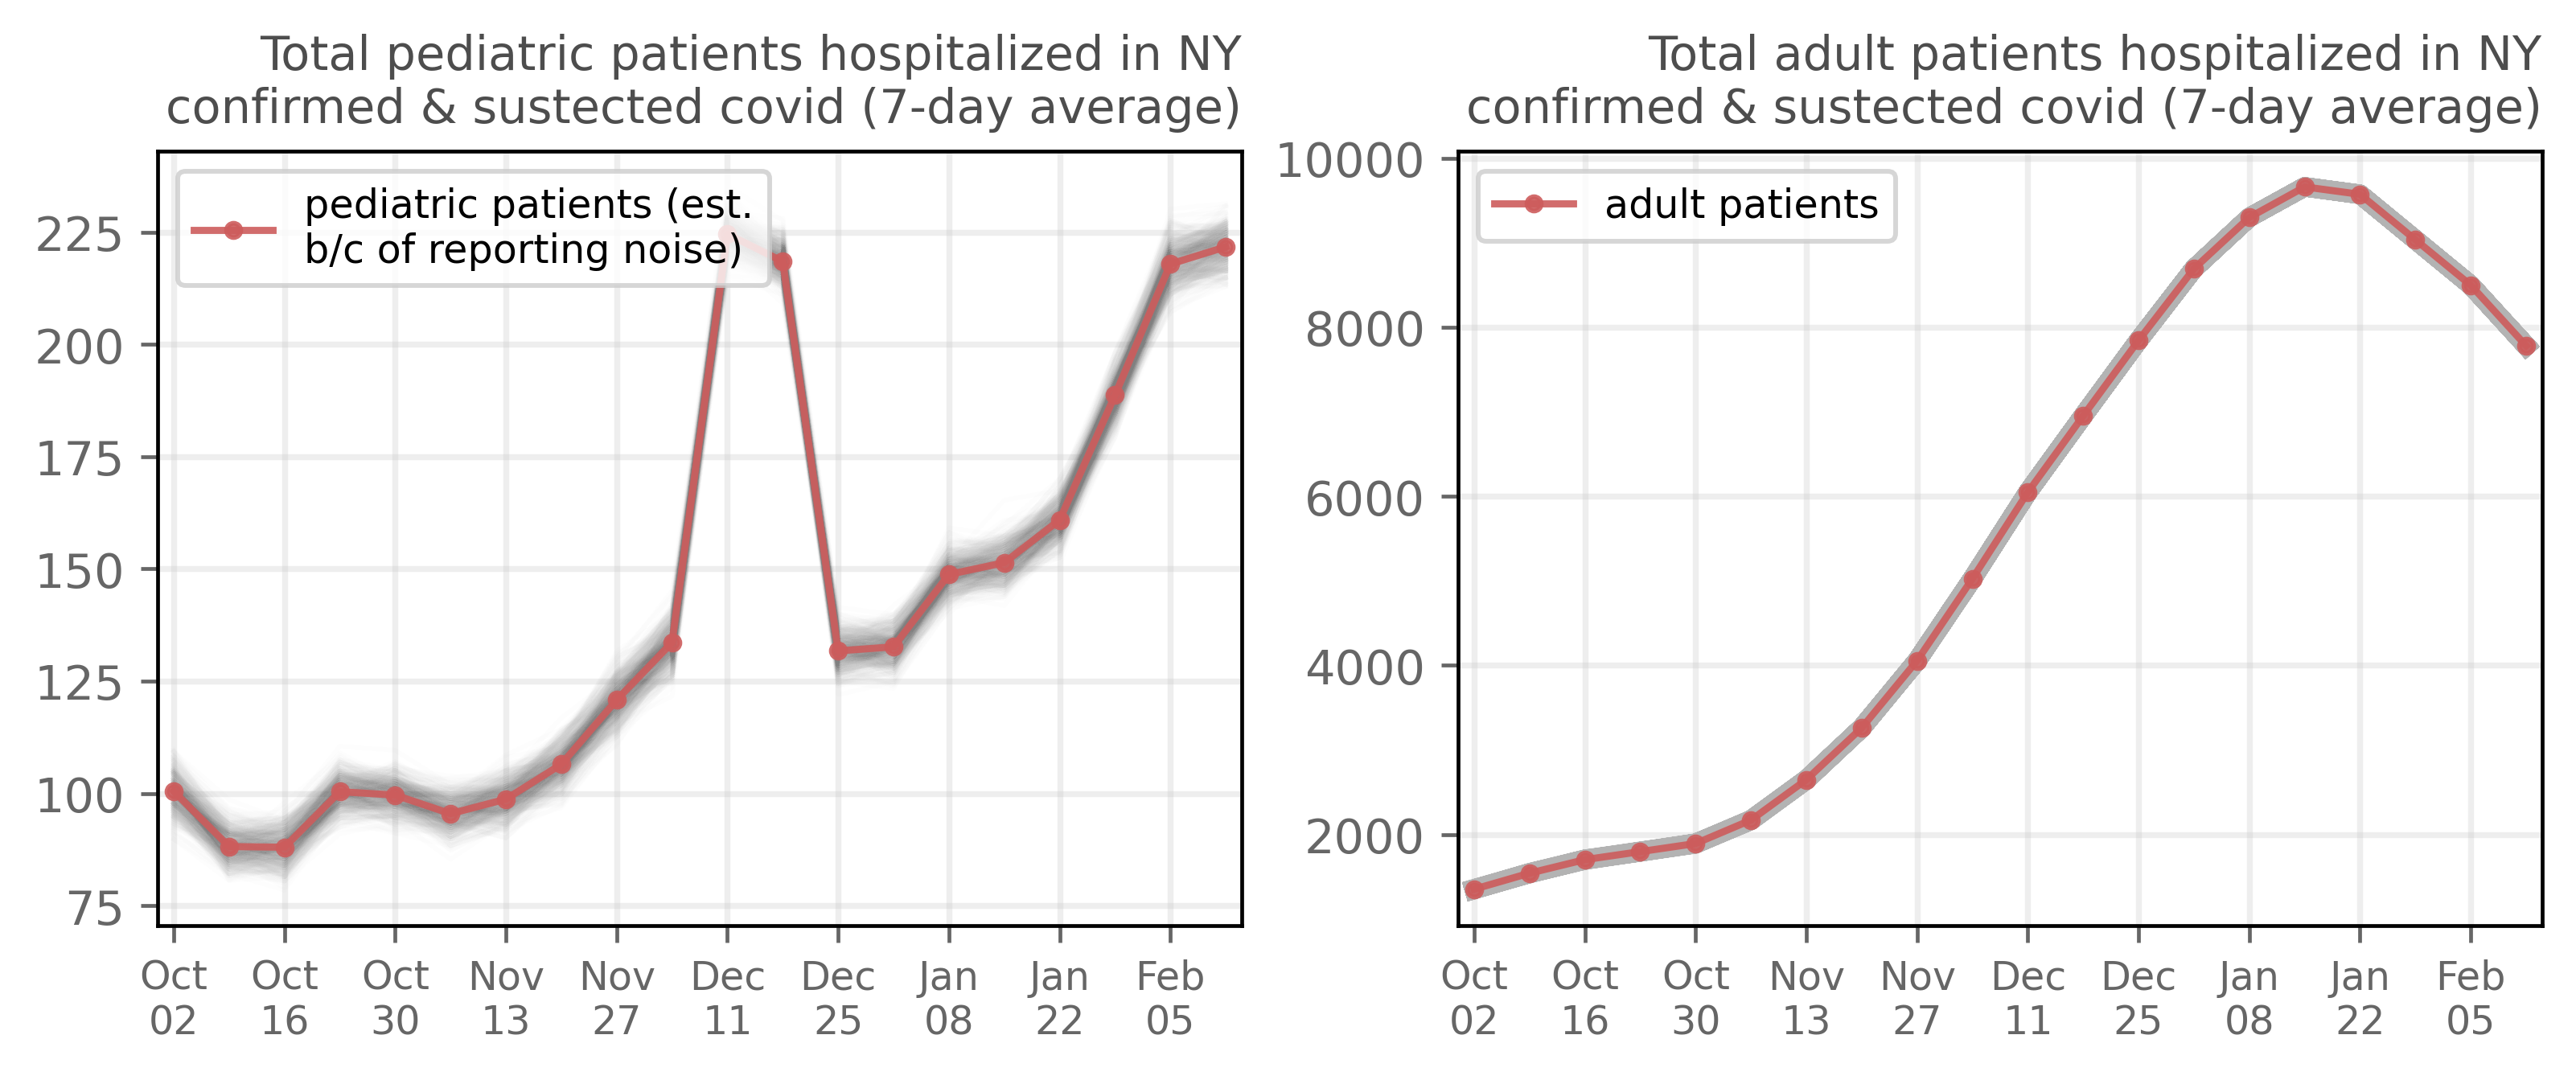 Total pediatric patients hospitalized in NY
confirmed & sustected covid (7-day average)
pediatric patients (est.
b/c of reporting noise)
225
200
175
150
125
100
75
Oct Oct Oct Nov Nov Dec Dec Jan Jan Feb
02 16 30 13 27 11 25 08 22 05
Total adult patients hospitalized in NY
confirmed & sustected covid (7-day average)
adult patients
10000
8000
6000
4000
2000
Oct Oct Oct Nov Nov Dec Dec Jan Jan Feb
02 16 30 13 27 11 25 08 22 05